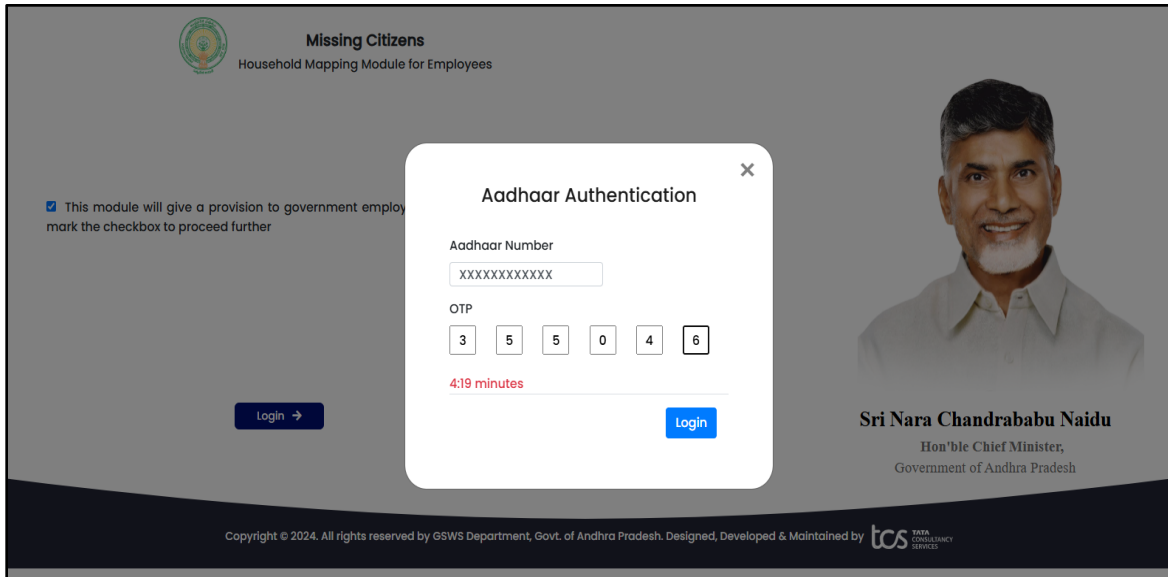 Missing Citizens
Household Mapping Module for Employees
This module will give a provision to government employ
mark the checkbox to proceed further
Login →
×
Aadhaar Authentication
Aadhaar Number
XXXXXXXXXXXX
OTP
3 5 5 0 4 6
4:19 minutes
Login
Sri Nara Chandrababu Naidu
Hon'ble Chief Minister,
Government of Andhra Pradesh
Copyright © 2024. All rights reserved by GSWS Department, Govt. of Andhra Pradesh. Designed, Developed & Maintained by tcs TATA CONSULTANCY SERVICES